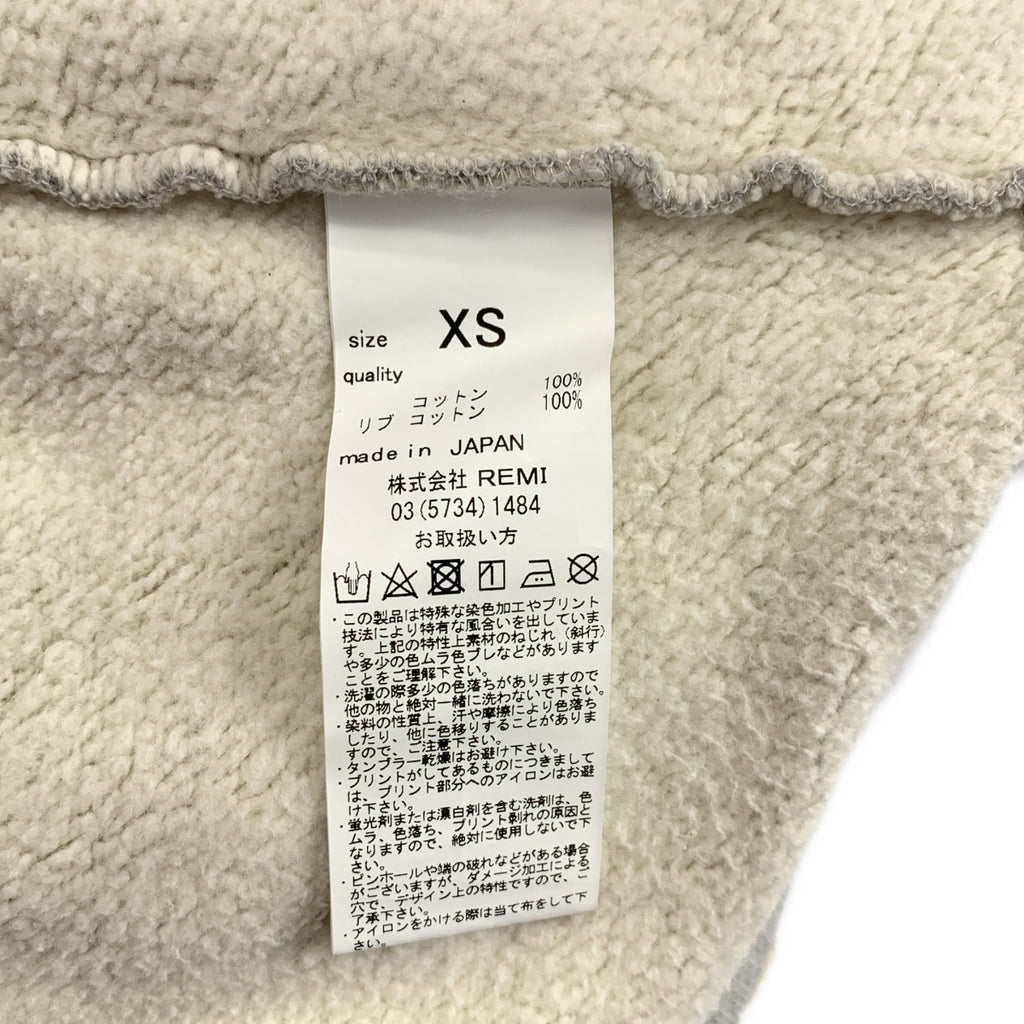 size XS
quality
コットン 100%
リブ コットン 100%
made in JAPAN
株式会社 REMI
03(5734)1484
お取扱い方
・この製品は特殊な染色加工やプリント
技法により特有な風合いを出していま
す。上記の特性上素材のねじれ（斜行）
や多少の色ムラ色ブレなどがあります
ことをご理解下さい。
・洗濯の際多少の色落ちがありますので
他の物と絶対一緒に洗わないで下さい。
・染料の性質上、汗や摩擦により色落ち
したり、他に色移りすることがありま
すので、ご注意下さい。
・タンブラー乾燥はお避け下さい。
・プリントがしてあるものにつきまして
は、プリント部分へのアイロンはお避
け下さい。
・蛍光剤または漂白剤を含む洗剤は、色
ムラ、色落ち、プリント剥れの原因と
なりますので、絶対に使用しないで下
さい。
・ピンホールや端の破れなどがある場合
がございますが、ダメージ加工による
穴で、デザイン上の特性ですので、ご
了承下さい。
・アイロンをかける際は当て布をして下
さい。